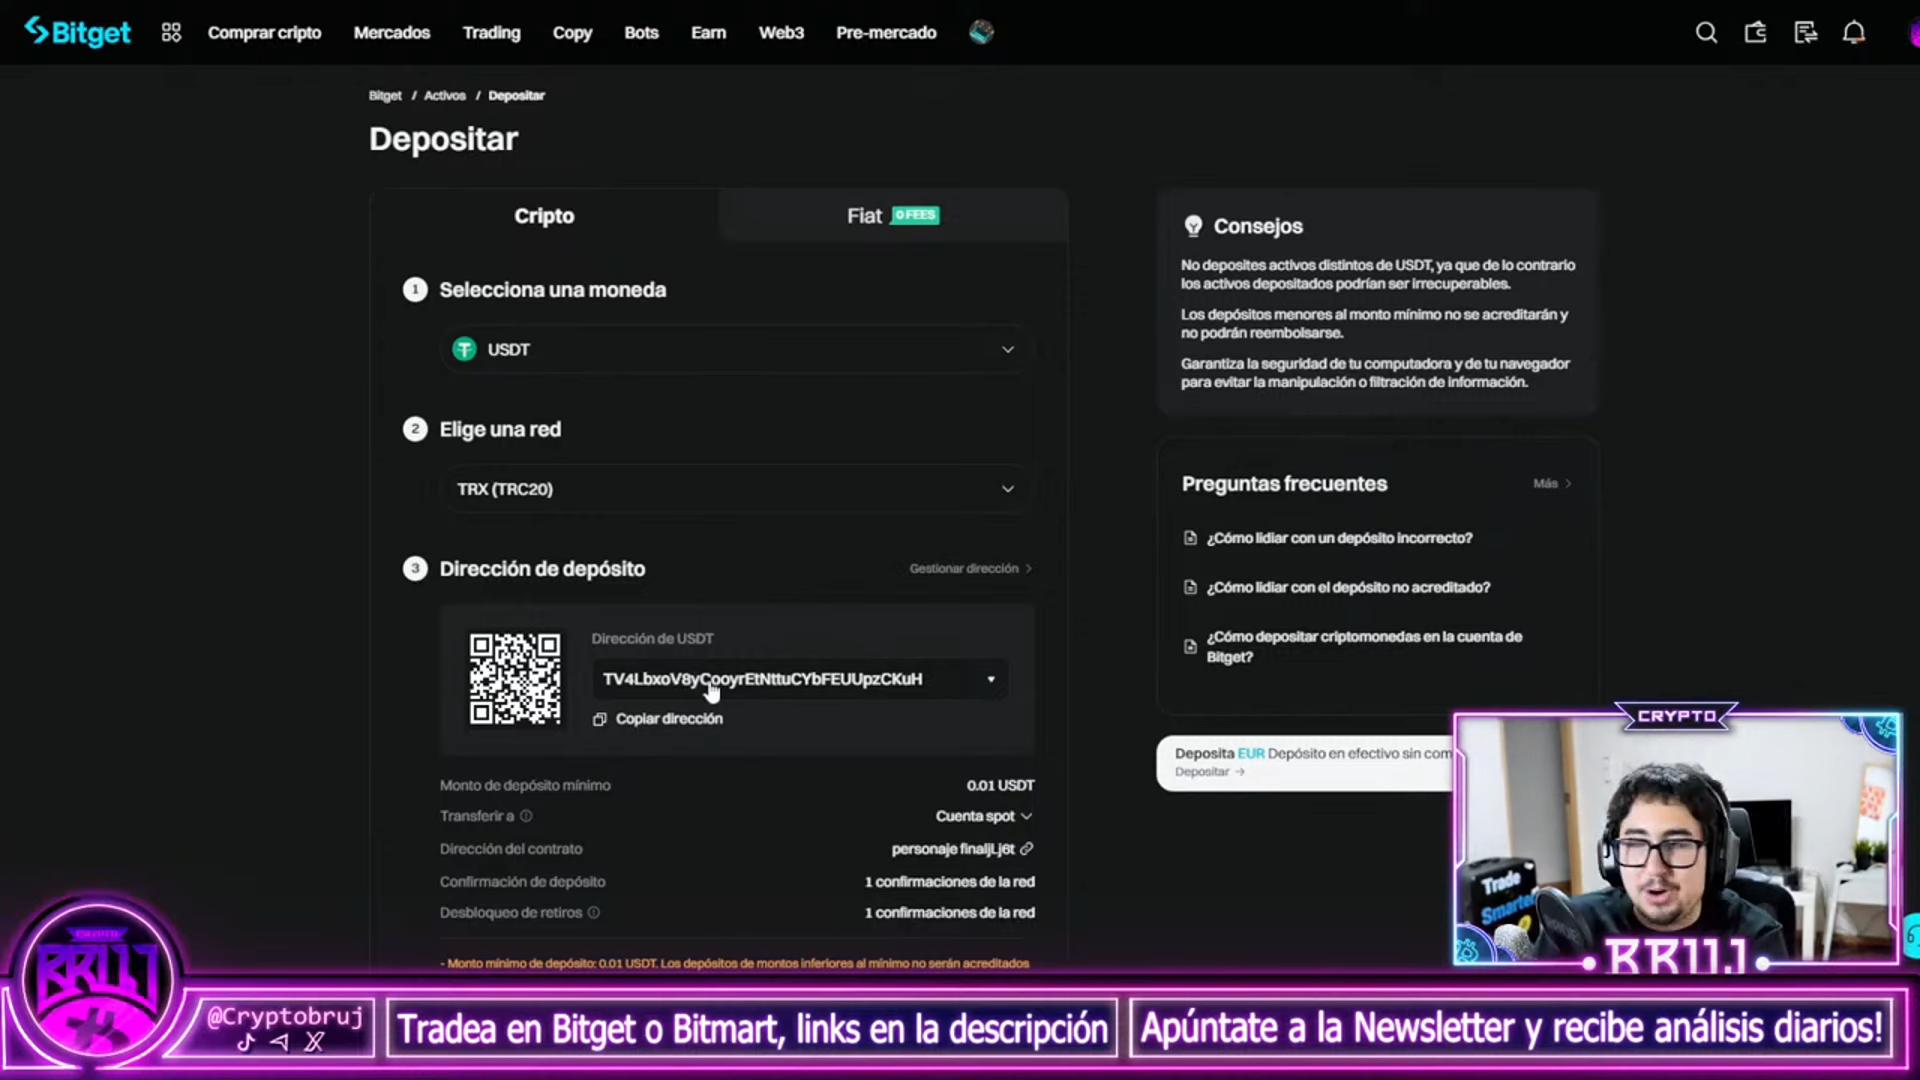 Bitget
Comprar cripto
Mercados
Trading
Copy
Bots
Earn
Web3
Pre-mercado
Bitget / Activos / Depositar
Depositar
Cripto
Fiat 0 FEES
1 Selecciona una moneda
USDT
2 Elige una red
TRX (TRC20)
3 Dirección de depósito
Gestionar dirección
Dirección de USDT
TV4LbxoV8yCooyrEtNttuCYbFEUUpzCKuH
Copiar dirección
Monto de depósito mínimo
0.01 USDT
Transferir a
Cuenta spot
Dirección del contrato
personaje finaljLj6t
Confirmación de depósito
1 confirmaciones de la red
Desbloqueo de retiros
1 confirmaciones de la red
- Monto mínimo de depósito: 0.01 USDT. Los depósitos de montos inferiores al mínimo no serán acreditados
Consejos
No deposites activos distintos de USDT, ya que de lo contrario
los activos depositados podrían ser irrecuperables.
Los depósitos menores al monto mínimo no se acreditarán y
no podrán reembolsarse.
Garantiza la seguridad de tu computadora y de tu navegador
para evitar la manipulación o filtración de información.
Preguntas frecuentes
Más
¿Cómo lidiar con un depósito incorrecto?
¿Cómo lidiar con el depósito no acreditado?
¿Cómo depositar criptomonedas en la cuenta de
Bitget?
Deposita EUR Depósito en efectivo sin com
Depositar
CRYPTO
Trade
Smarter
BRUJ
CRYPTO
BRUJ
@Cryptobruj
Tradea en Bitget o Bitmart, links en la descripción
Apúntate a la Newsletter y recibe análisis diarios!